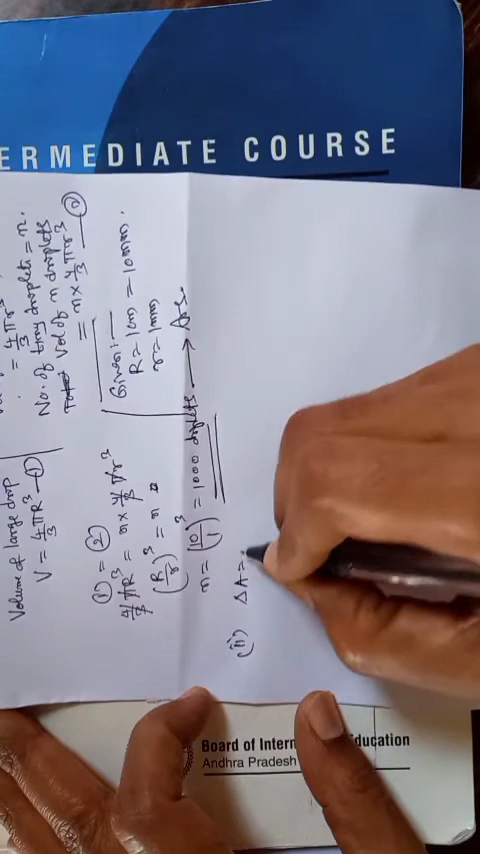 ERMEDIATE COURSE
Volume of large drop
V = 4/3 πR³ — ①
= 4/3 πr³
No. of tiny droplets = n.
Vol of n droplets
= n × 4/3 πr³ — ②
① = ②
4/3 πR³ = n × 4/3 πr³
(R/r)³ = n
n = (10/1)³ = 1000 droplets → Ans.
Given:
R = 1cm = 10mm.
r = 1mm
(ii) ΔA =
Board of Intern
ducation
Andhra Pradesh